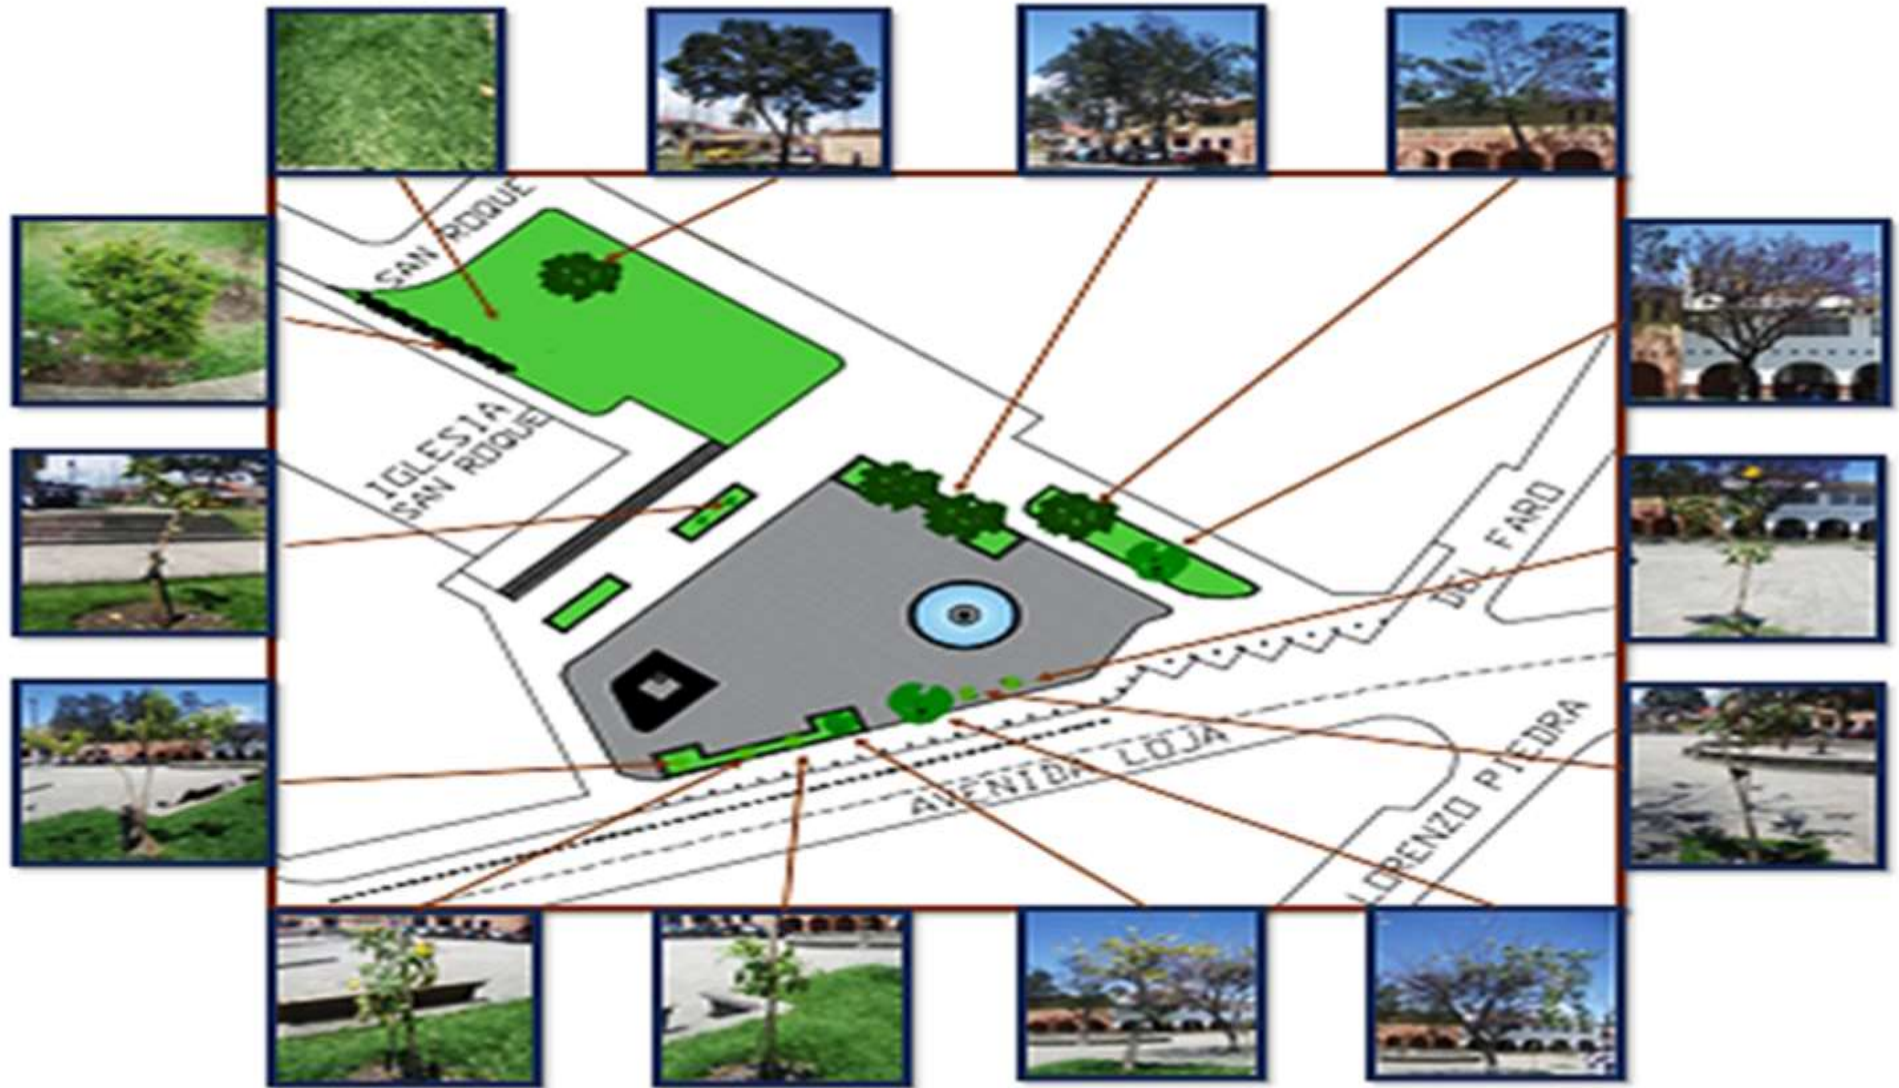 SAN ROQUE
IGLESIA
SAN ROQUE
DEL FARO
AVENIDA LOJA
LORENZO PIEDRA